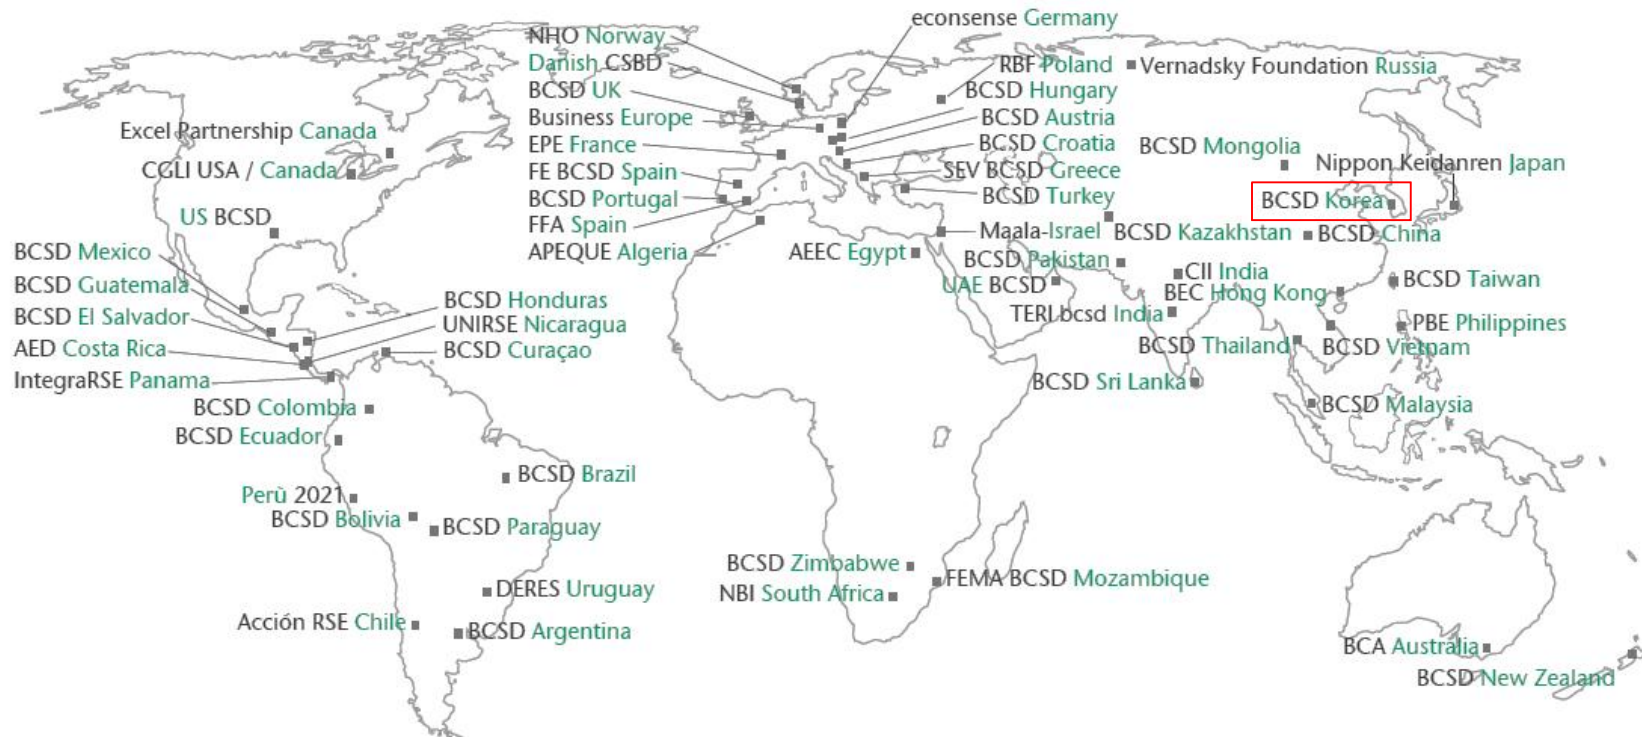 econsense Germany
NHO Norway
Danish CSBD
RBF Poland
Vernadsky Foundation Russia
BCSD UK
BCSD Hungary
Business Europe
BCSD Austria
Excel Partnership Canada
EPE France
BCSD Croatia
BCSD Mongolia
Nippon Keidanren Japan
CGLI USA / Canada
FE BCSD Spain
SEV BCSD Greece
BCSD Portugal
BCSD Turkey
BCSD Korea
US BCSD
FFA Spain
Maala-Israel
BCSD Kazakhstan
BCSD China
BCSD Mexico
APEQUE Algeria
AEEC Egypt
BCSD Pakistan
CII India
BCSD Guatemala
UAE BCSD
BEC Hong Kong
BCSD Taiwan
BCSD Honduras
BCSD El Salvador
UNIRSE Nicaragua
TERI bcsd India
PBE Philippines
AED Costa Rica
BCSD Curaçao
BCSD Thailand
BCSD Vietnam
IntegraRSE Panama
BCSD Sri Lanka
BCSD Colombia
BCSD Malaysia
BCSD Ecuador
BCSD Brazil
Perù 2021
BCSD Bolivia
BCSD Paraguay
BCSD Zimbabwe
FEMA BCSD Mozambique
DERES Uruguay
NBI South Africa
Acción RSE Chile
BCSD Argentina
BCA Australia
BCSD New Zealand